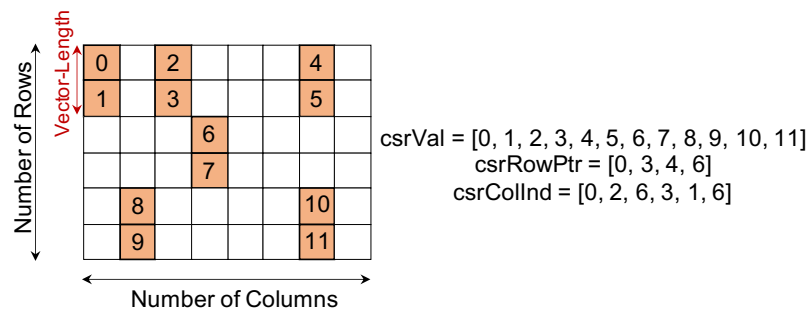 Number of Rows
Vector-Length
0 2 4
1 3 5
6
7
8 10
9 11
Number of Columns
csrVal = [0, 1, 2, 3, 4, 5, 6, 7, 8, 9, 10, 11]
csrRowPtr = [0, 3, 4, 6]
csrColInd = [0, 2, 6, 3, 1, 6]